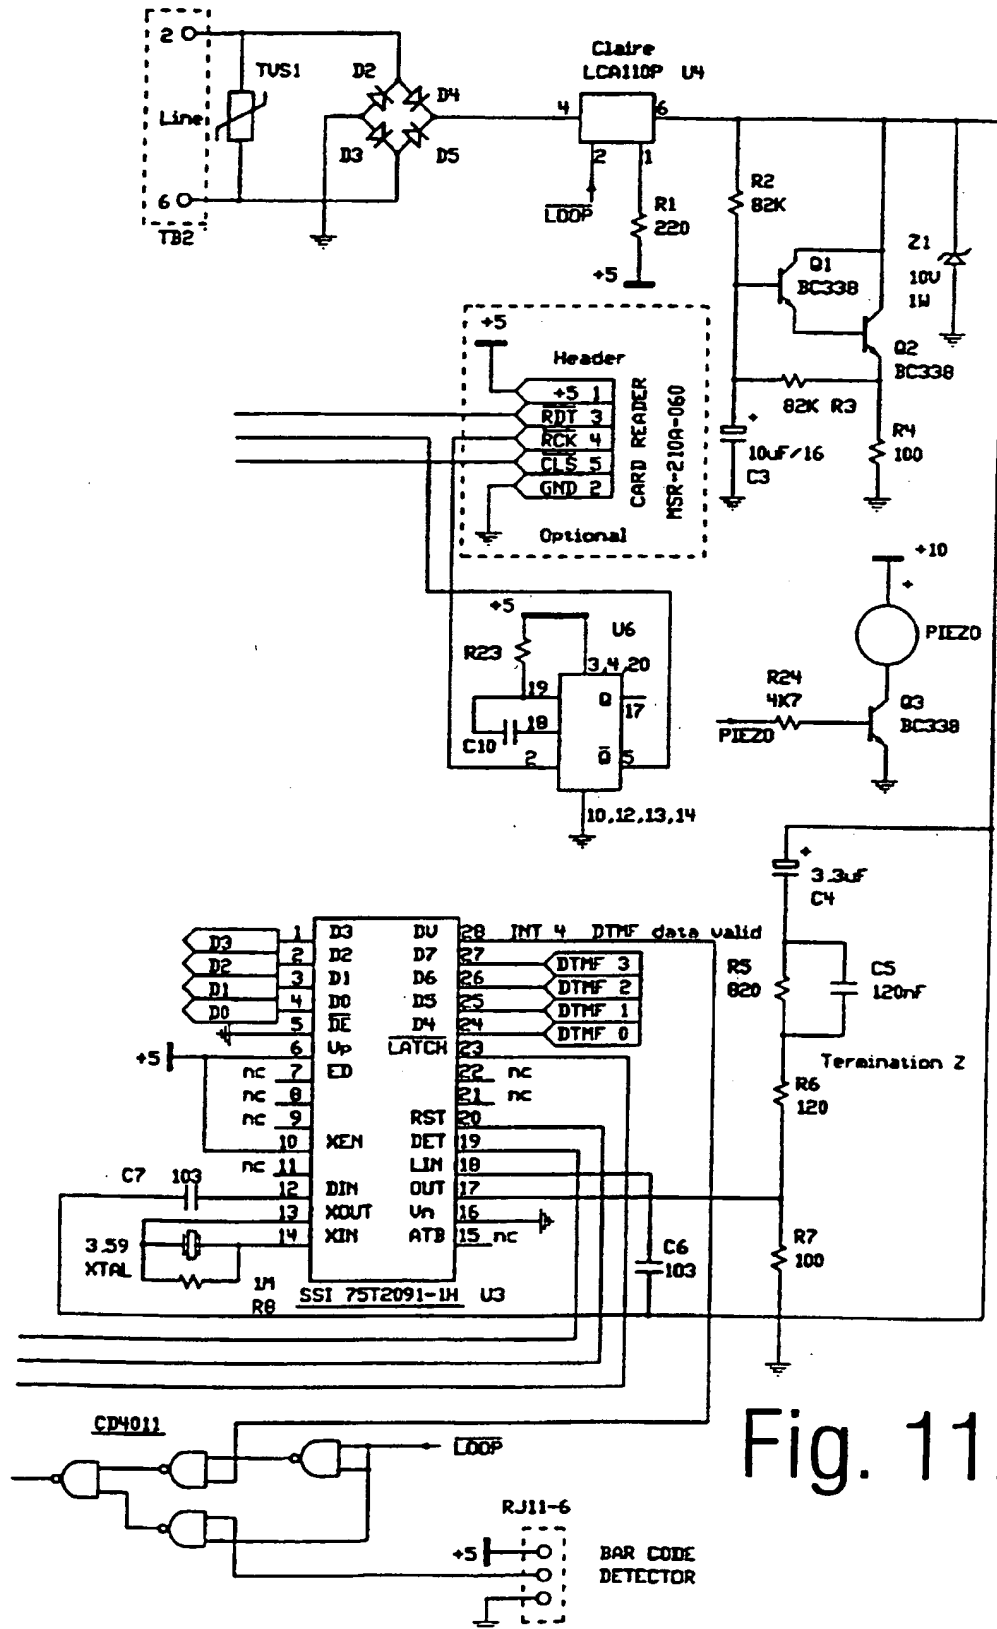 2
TVS1
D2
D4
Line
D3
D5
6
TB2
Claire
LCA110P U4
4
6
2
1
LOOP
R1
220
+5
R2
82K
Q1
BC338
Z1
10V
1W
Q2
BC338
82K R3
+
10uF/16
C3
R4
100
+5
Header
+5 1
RDT 3
RCK 4
CLS 5
GND 2
CARD READER
MSR-210A-060
Optional
+10
+
PIEZO
R24
4K7
PIEZO
Q3
BC338
+5
U6
R23
3,4,20
19
Q
17
18
C10
2
Q
5
10,12,13,14
+
3.3uF
C4
R5
820
C5
120nF
Termination Z
R6
120
R7
100
D3 1 D3 DV 28 INT 4 DTMF data valid
D2 2 D2 D7 27 DTMF 3
D1 3 D1 D6 26 DTMF 2
D0 4 D0 D5 25 DTMF 1
5 DE D4 24 DTMF 0
+5 6 Vp LATCH 23
nc 7 ED 22 nc
nc 8 21 nc
nc 9 RST 20
10 XEN DET 19
nc 11 LIN 18
C7 103 12 DIN OUT 17
13 XOUT Vn 16
14 XIN ATB 15 nc
3.59
XTAL
1M
R8
SSI 75T2091-1H U3
C6
103
CD4011
LOOP
Fig. 11.
RJ11-6
+5
BAR CODE
DETECTOR